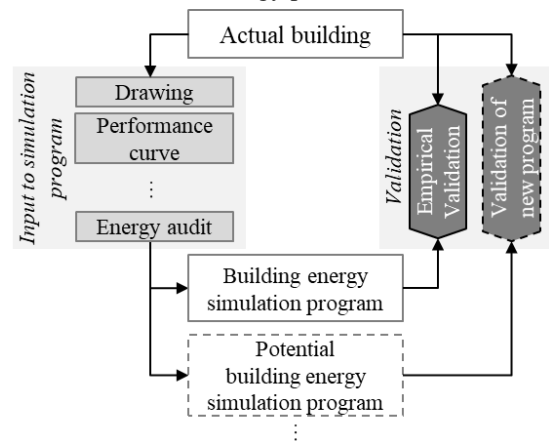 Actual building
Input to simulation
program
Drawing
Performance
curve
⋮
Energy audit
Validation
Empirical
Validation
Validation of
new program
Building energy
simulation program
Potential
building energy
simulation program
⋮